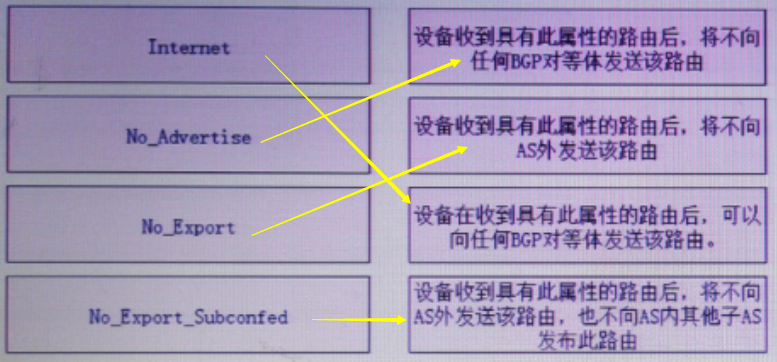 Internet
设备收到具有此属性的路由后，将不向
任何BGP对等体发送该路由
No_Advertise
设备收到具有此属性的路由后，将不向
AS外发送该路由
No_Export
设备在收到具有此属性的路由后，可以
向任何BGP对等体发送该路由。
No_Export_Subconfed
设备收到具有此属性的路由后，将不向
AS外发送该路由，也不向AS内其他子AS
发布此路由